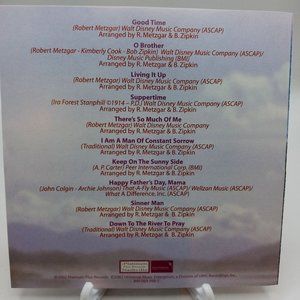 Good Time
(Robert Metzgar) Walt Disney Music Company (ASCAP)
Arranged by R. Metzgar & B. Zipkin
O Brother
(Robert Metzgar - Kimberly Cook - Bob Zipkin) Walt Disney Music Company (ASCAP)/
Disney Music Publishing (BMI)
Arranged by R. Metzgar & B. Zipkin
Living It Up
(Robert Metzgar) Walt Disney Music Company (ASCAP)
Arranged by R. Metzgar & B. Zipkin
Suppertime
(Ira Forest Stanphill ©1914 – P.D.) Walt Disney Music Company (ASCAP)
Arranged by R. Metzgar & B. Zipkin
There's So Much Of Me
(Robert Metzgar) Walt Disney Music Company
Arranged by R. Metzgar & B. Zipkin
I Am A Man Of Constant Sorrow
(Traditional) Walt Disney Music Company (ASCAP)
Arranged by R. Metzgar & B. Zipkin
Keep On The Sunny Side
(A. P. Carter) Peer International Corp. (BMI)
Arranged by R. Metzgar & B. Zipkin
Happy Father's Day, Mama
(John Colgin - Archie Johnson) That-A-Fly Music (ASCAP)/ Welizan Music (ASCAP)/
What A Difference, Inc. (ASCAP)
Sinner Man
(Robert Metzgar) Walt Disney Music Company (ASCAP)
Arranged by R. Metzgar & B. Zipkin
Down To The River To Pray
(Traditional) Walt Disney Music Company (ASCAP)
Arranged by R. Metzgar & B. Zipkin